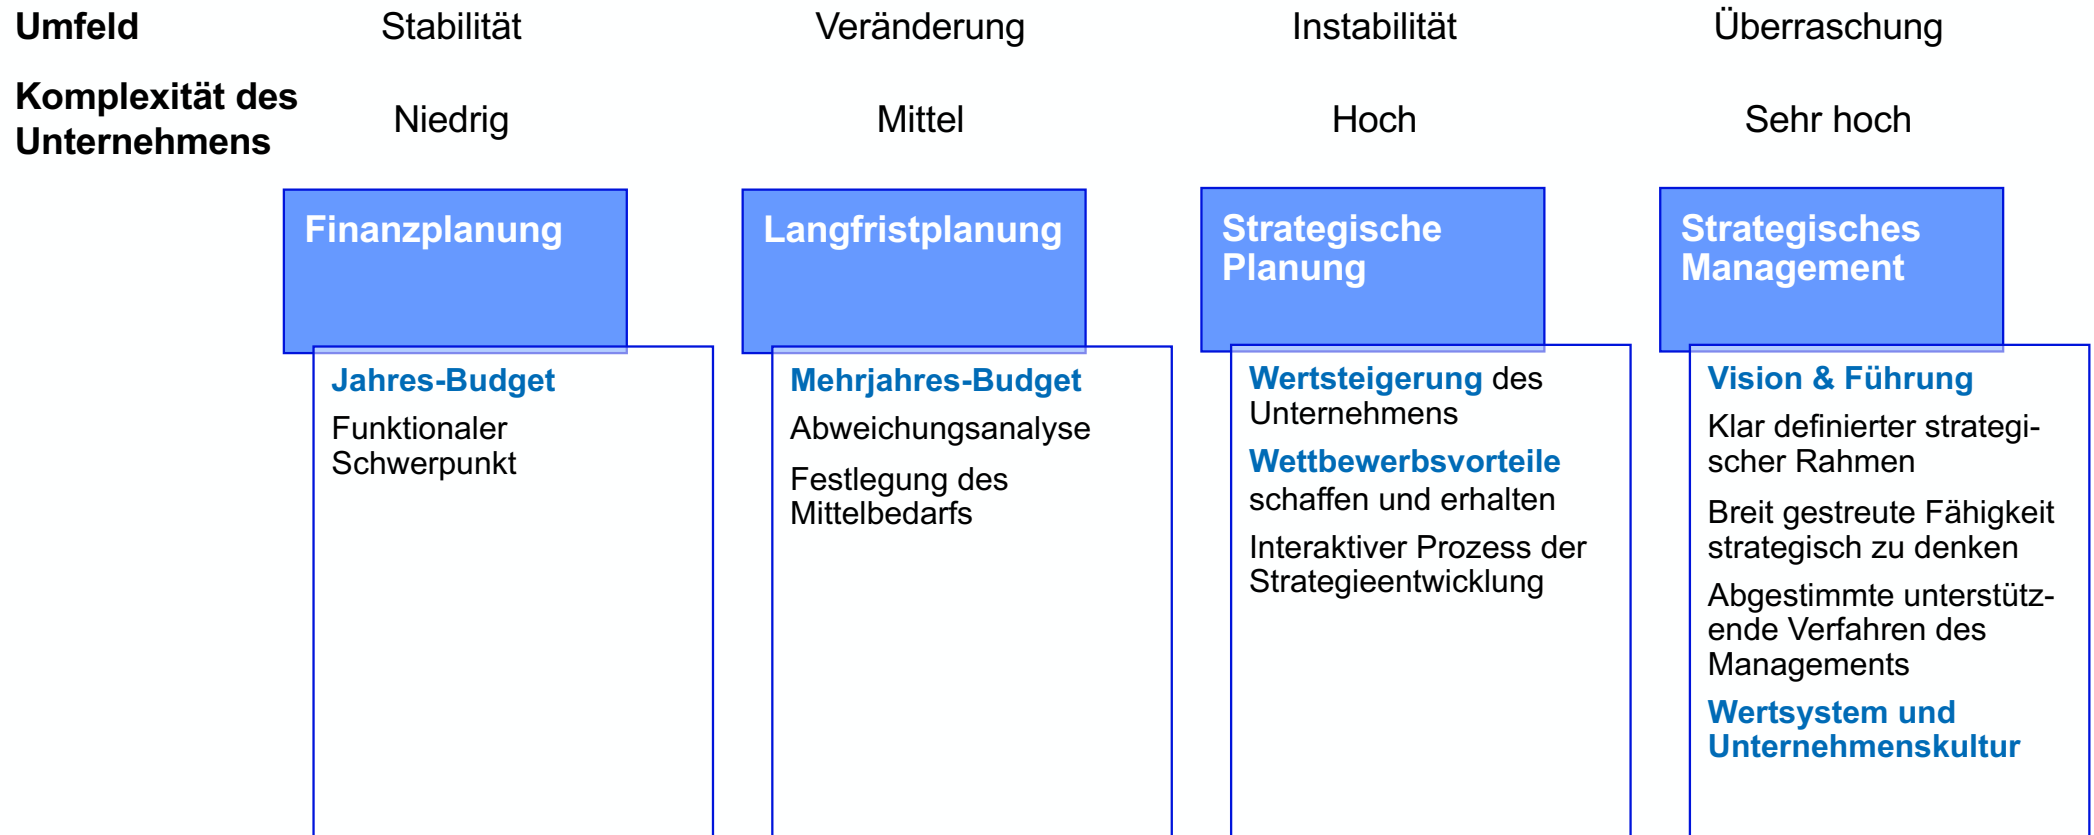 Umfeld Stabilität Veränderung Instabilität Überraschung
Komplexität des
Unternehmens
Niedrig Mittel Hoch Sehr hoch
Finanzplanung
Jahres-Budget
Funktionaler
Schwerpunkt
Langfristplanung
Mehrjahres-Budget
Abweichungsanalyse
Festlegung des
Mittelbedarfs
Strategische
Planung
Wertsteigerung des
Unternehmens
Wettbewerbsvorteile
schaffen und erhalten
Interaktiver Prozess der
Strategieentwicklung
Strategisches
Management
Vision & Führung
Klar definierter strategi-
scher Rahmen
Breit gestreute Fähigkeit
strategisch zu denken
Abgestimmte unterstütz-
ende Verfahren des
Managements
Wertsystem und
Unternehmenskultur